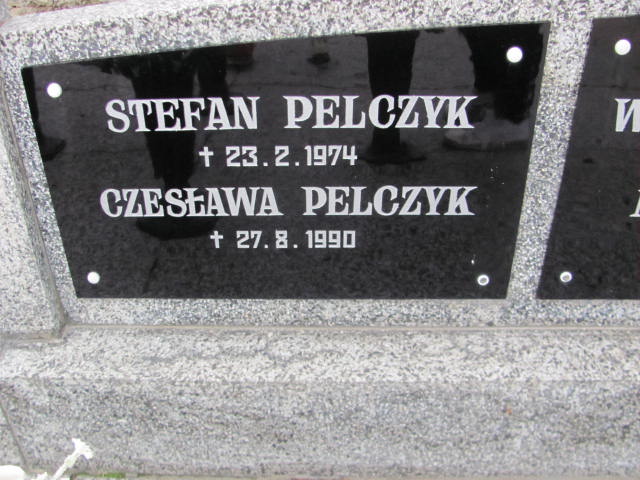 STEFAN PELCZYK
† 23.2.1974
CZESŁAWA PELCZYK
† 27.8.1990